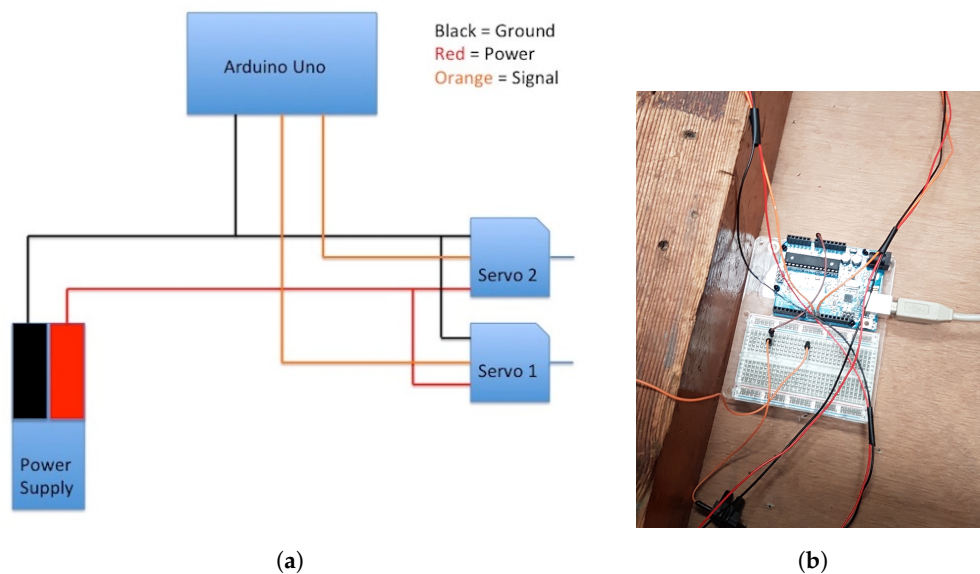 Arduino Uno
Black = Ground
Red = Power
Orange = Signal
Servo 2
Servo 1
Power
Supply
(a)
(b)